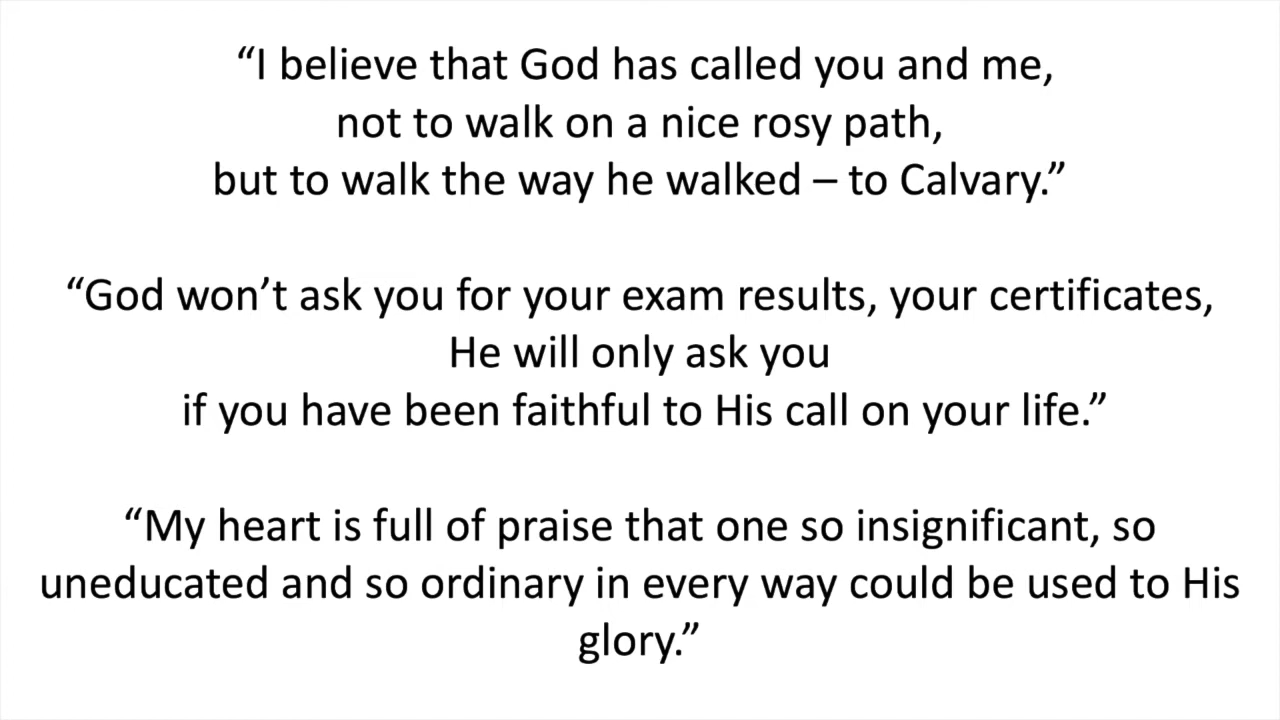 “I believe that God has called you and me,
not to walk on a nice rosy path,
but to walk the way he walked – to Calvary.”
“God won’t ask you for your exam results, your certificates,
He will only ask you
if you have been faithful to His call on your life.”
“My heart is full of praise that one so insignificant, so
uneducated and so ordinary in every way could be used to His
glory.”